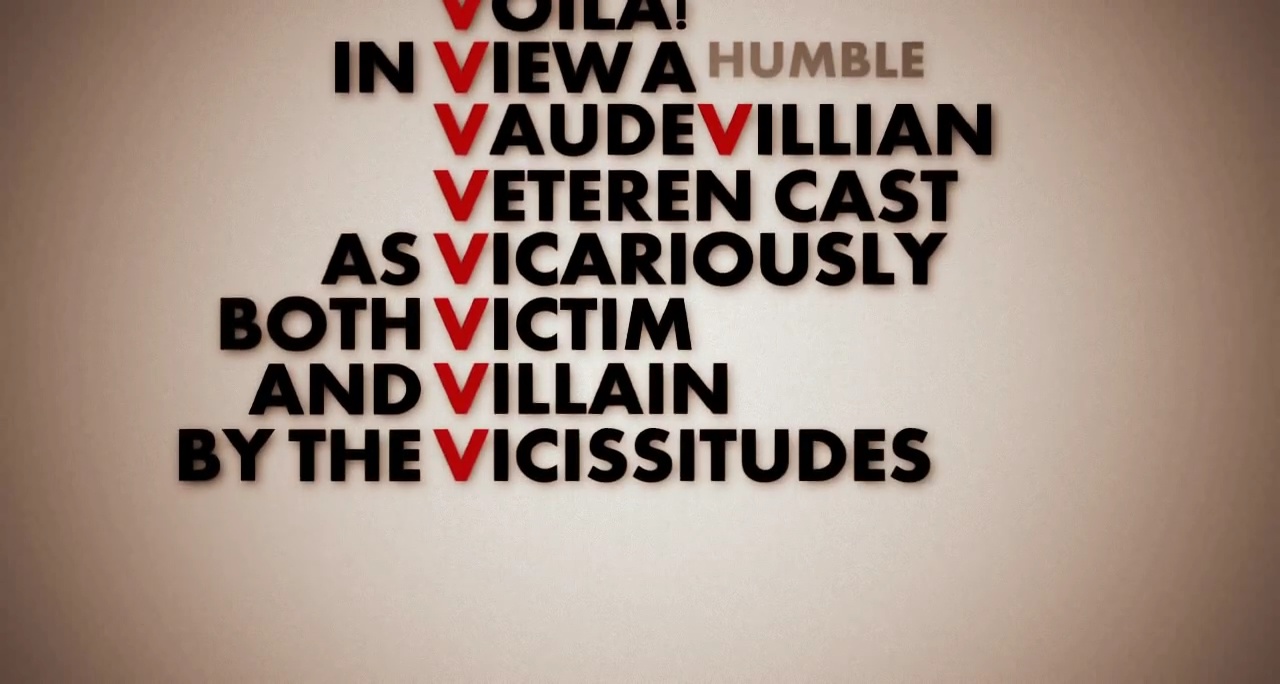 VOILA!
IN VIEW A HUMBLE
VAUDEVILLIAN
VETEREN CAST
AS VICARIOUSLY
BOTH VICTIM
AND VILLAIN
BY THE VICISSITUDES